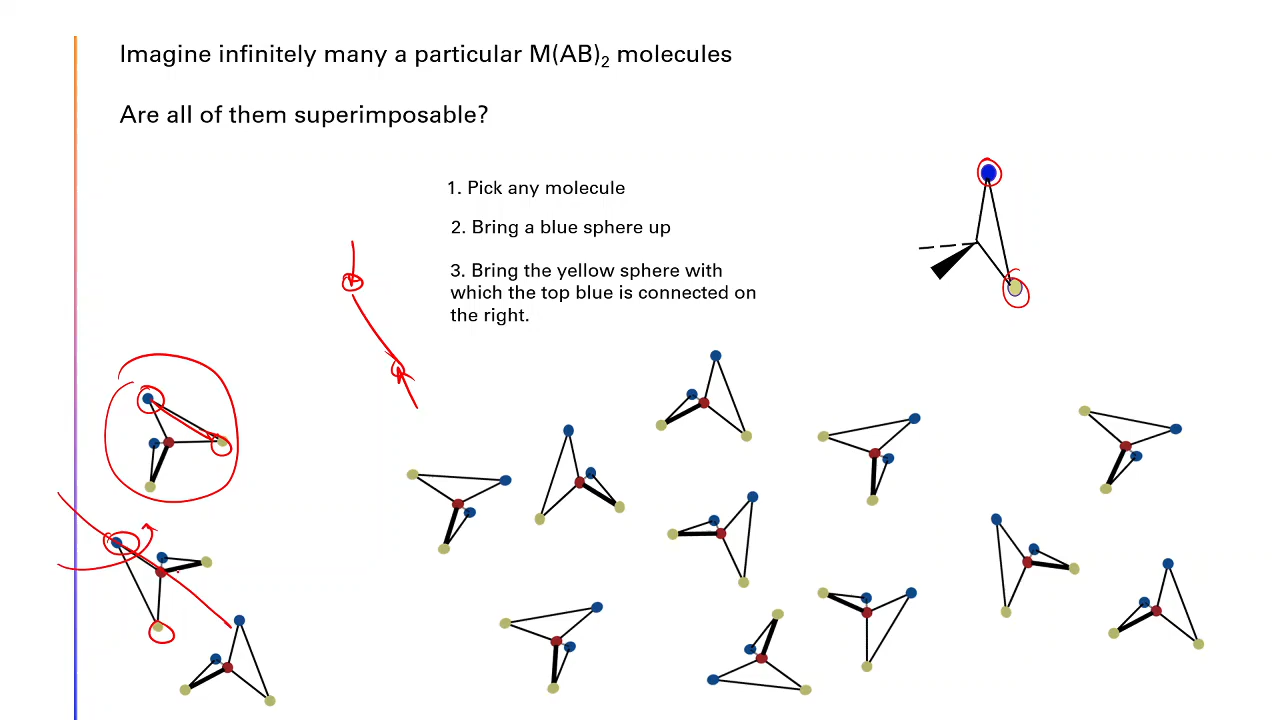 Imagine infinitely many a particular M(AB)₂ molecules
Are all of them superimposable?
1. Pick any molecule
2. Bring a blue sphere up
3. Bring the yellow sphere with
which the top blue is connected on
the right.